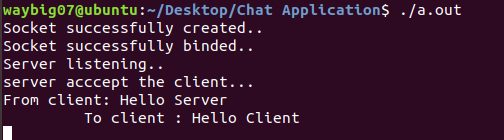 waybig07@ubuntu:~/Desktop/Chat Application$ ./a.out
Socket successfully created..
Socket successfully binded..
Server listening..
server acccept the client...
From client: Hello Server
To client : Hello Client